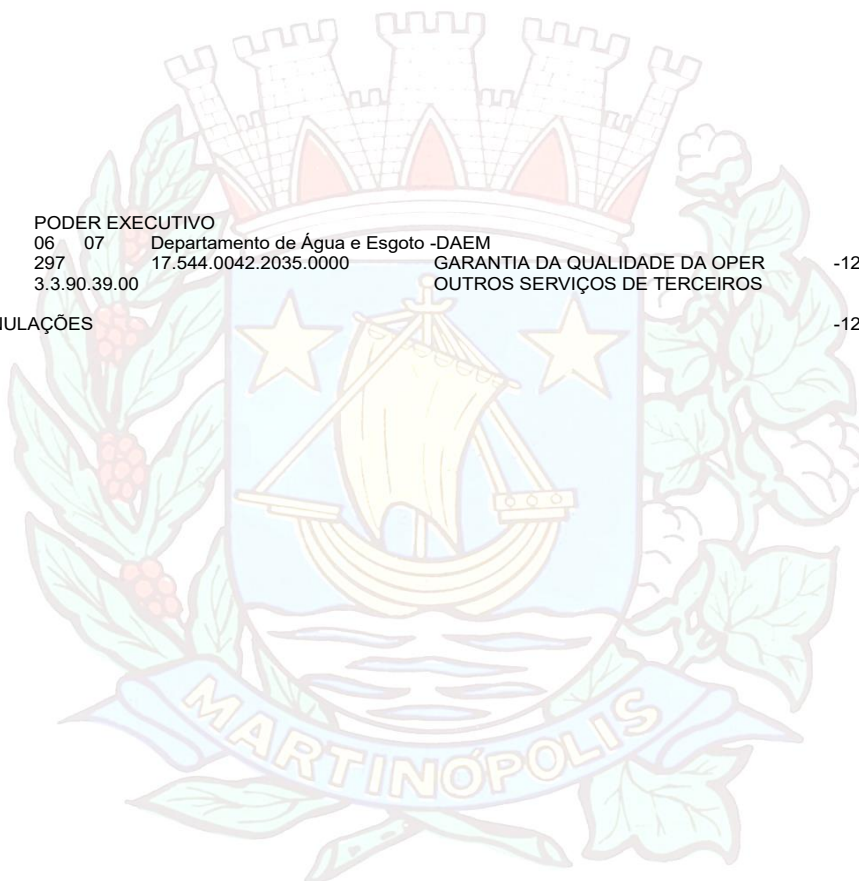 PODER EXECUTIVO
06 07 Departamento de Água e Esgoto -DAEM
297 17.544.0042.2035.0000 GARANTIA DA QUALIDADE DA OPER -12
3.3.90.39.00 OUTROS SERVIÇOS DE TERCEIROS
NULAÇÕES -12
MARTINÓPOLIS